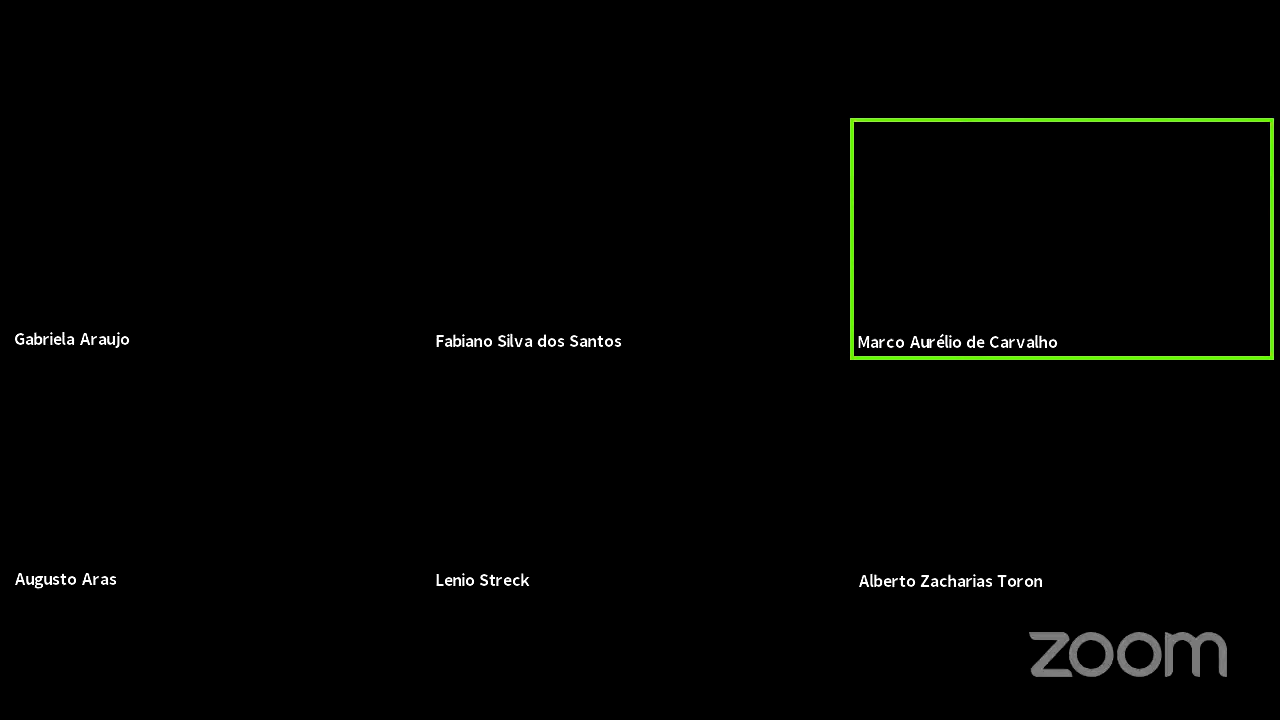 Gabriela Araujo
Fabiano Silva dos Santos
Marco Aurélio de Carvalho
Augusto Aras
Lenio Streck
Alberto Zacharias Toron
zoom